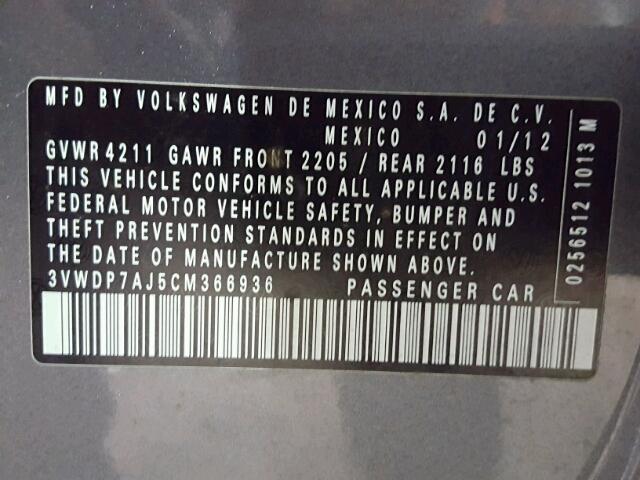 MFD BY VOLKSWAGEN DE MEXICO S.A. DE C.V.
MEXICO 01/12
GVWR 4211 GAWR FRONT 2205 / REAR 2116 LBS
THIS VEHICLE CONFORMS TO ALL APPLICABLE U.S.
FEDERAL MOTOR VEHICLE SAFETY, BUMPER AND
THEFT PREVENTION STANDARDS IN EFFECT ON
THE DATE OF MANUFACTURE SHOWN ABOVE.
3VWDP7AJ5CM366936 PASSENGER CAR
0256512 1013 M